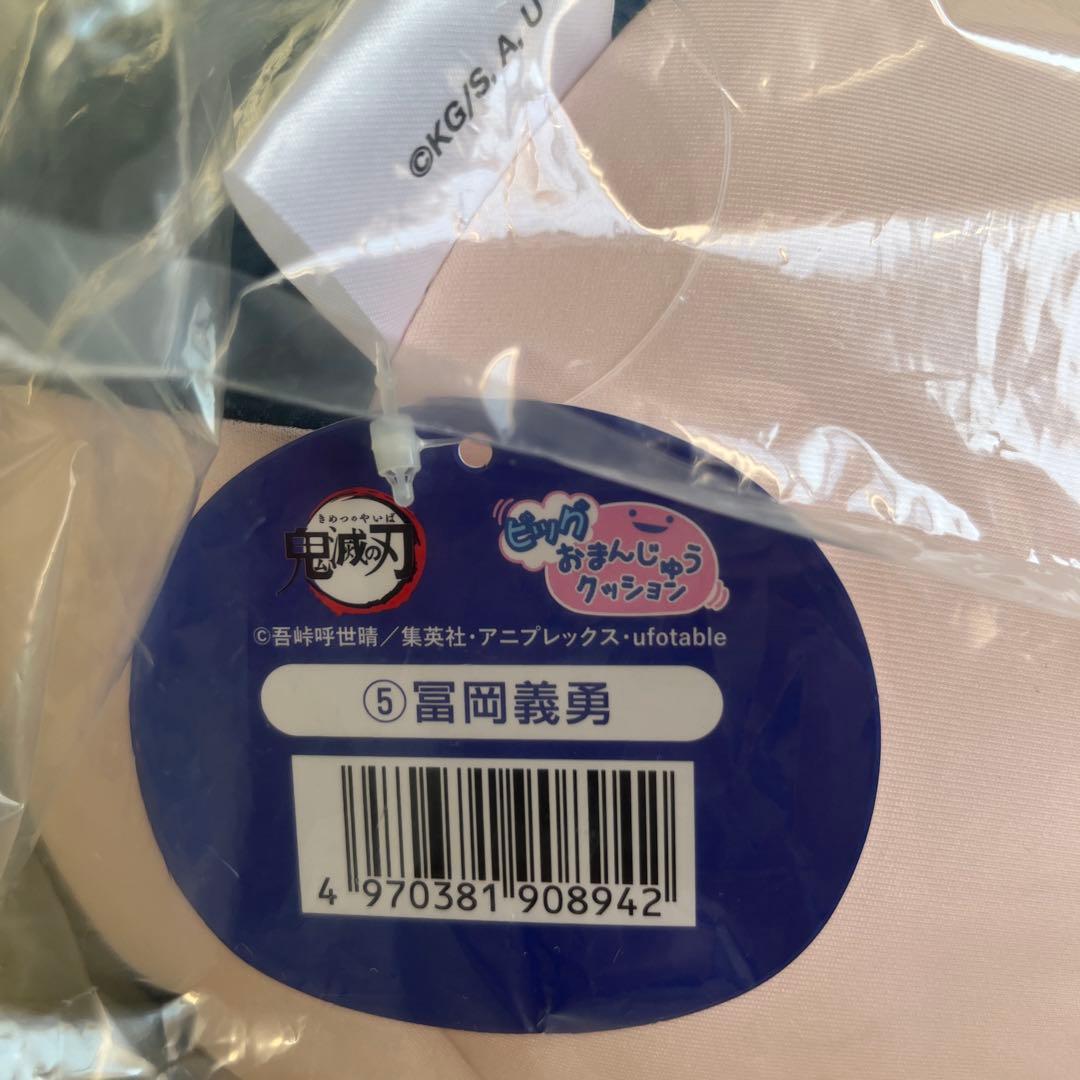 ©KG/S, A, U
きめつのやいば
鬼滅の刃
ビッグ
おまんじゅう
クッション
©吾峠呼世晴／集英社・アニプレックス・ufotable
⑤冨岡義勇
4 970381 908942